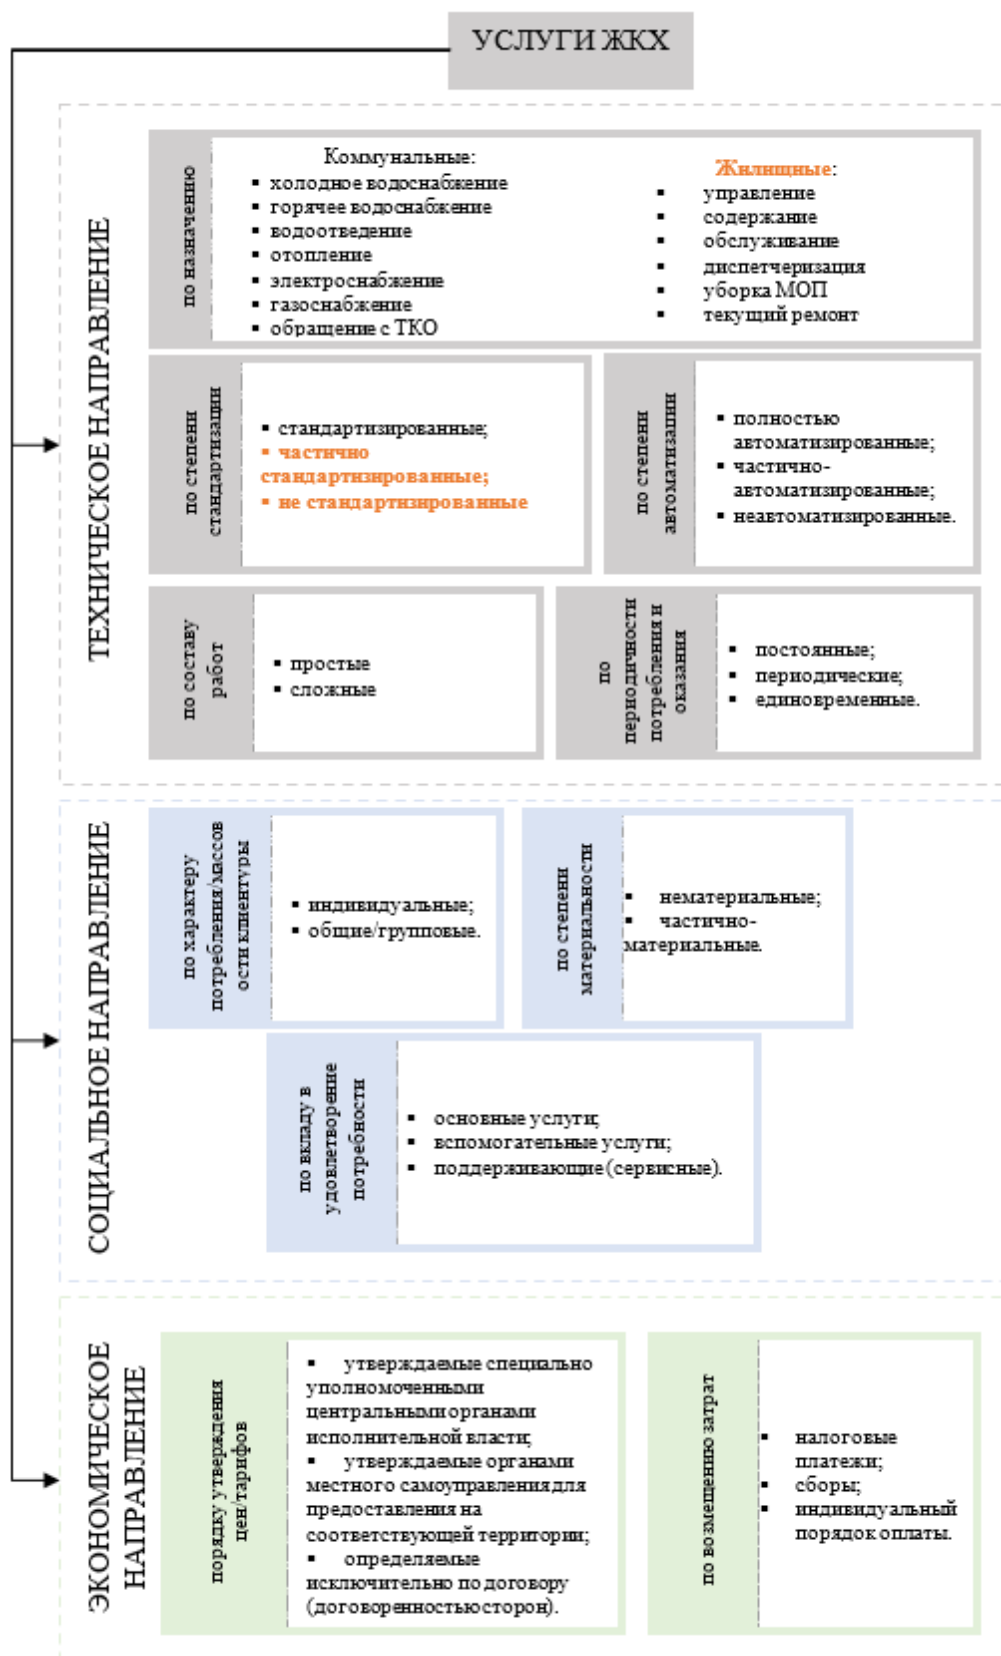 УСЛУГИ ЖКХ
ТЕХНИЧЕСКОЕ НАПРАВЛЕНИЕ
по назначению
Коммунальные:
▪ холодное водоснабжение
▪ горячее водоснабжение
▪ водоотведение
▪ отопление
▪ электроснабжение
▪ газоснабжение
▪ обращение с ТКО
Жилищные:
▪ управление
▪ содержание
▪ обслуживание
▪ диспетчеризация
▪ уборка МОП
▪ текущий ремонт
по степени
стандартизации
▪ стандартизированные;
▪ частично
стандартизированные;
▪ не стандартизированные
по степени
автоматизации
▪ полностью
автоматизированные;
▪ частично-
автоматизированные;
▪ неавтоматизированные.
по составу
работ
▪ простые
▪ сложные
по
периодичности
потребления и
оказания
▪ постоянные;
▪ периодические;
▪ единовременные.
СОЦИАЛЬНОЕ НАПРАВЛЕНИЕ
по характеру
потребления/массов
ости клиентуры
▪ индивидуальные;
▪ общие/групповые.
по степени
материальности
▪ нематериальные;
▪ частично-
материальные.
по вкладу в
удовлетворение
потребности
▪ основные услуги;
▪ вспомогательные услуги;
▪ поддерживающие (сервисные).
ЭКОНОМИЧЕСКОЕ
НАПРАВЛЕНИЕ
порядку утверждения
цен/тарифов
▪ утверждаемые специально
уполномоченными
центральными органами
исполнительной власти;
▪ утверждаемые органами
местного самоуправления для
предоставления на
соответствующей территории;
▪ определяемые
исключительно по договору
(договоренностью сторон).
по возмещению затрат
▪ налоговые
платежи;
▪ сборы;
▪ индивидуальный
порядок оплаты.